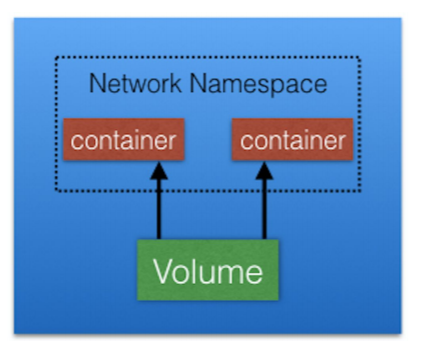 Network Namespace
container container
Volume